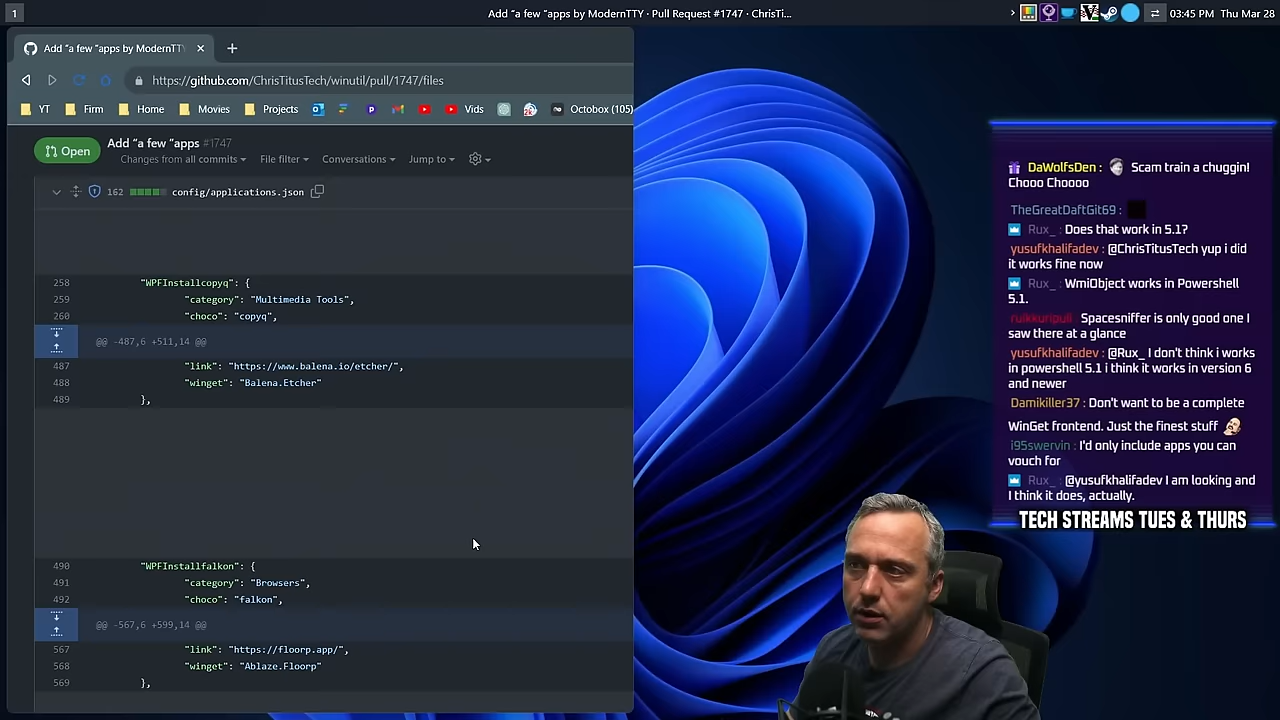 1
Add “a few “apps by ModernTTY · Pull Request #1747 · ChrisTi...
03:45 PM Thu Mar 28
Add “a few “apps by ModernTTY
https://github.com/ChrisTitusTech/winutil/pull/1747/files
YT Firm Home Movies Projects Vids Octobox (105)
Open
Add “a few “apps #1747
Changes from all commits File filter Conversations Jump to
162 config/applications.json
258 "WPFInstallcopyq": {
259 "category": "Multimedia Tools",
260 "choco": "copyq",
@@ -487,6 +511,14 @@
487 "link": "https://www.balena.io/etcher/",
488 "winget": "Balena.Etcher"
489 },
490 "WPFInstallfalkon": {
491 "category": "Browsers",
492 "choco": "falkon",
@@ -567,6 +599,14 @@
567 "link": "https://floorp.app/",
568 "winget": "Ablaze.Floorp"
569 },
DaWolfsDen : Scam train a chuggin!
Chooo Choooo
TheGreatDaftGit69 :
Rux_ : Does that work in 5.1?
yusufkhalifadev : @ChrisTitusTech yup i did
it works fine now
Rux_ : WmiObject works in Powershell
5.1.
Spacesniffer is only good one I
saw there at a glance
yusufkhalifadev : @Rux_ I don't think i works
in powershell 5.1 i think it works in version 6
and newer
Damikiller37 : Don't want to be a complete
WinGet frontend. Just the finest stuff
i95swervin : I'd only include apps you can
vouch for
Rux_ : @yusufkhalifadev I am looking and
I think it does, actually.
TECH STREAMS TUES & THURS